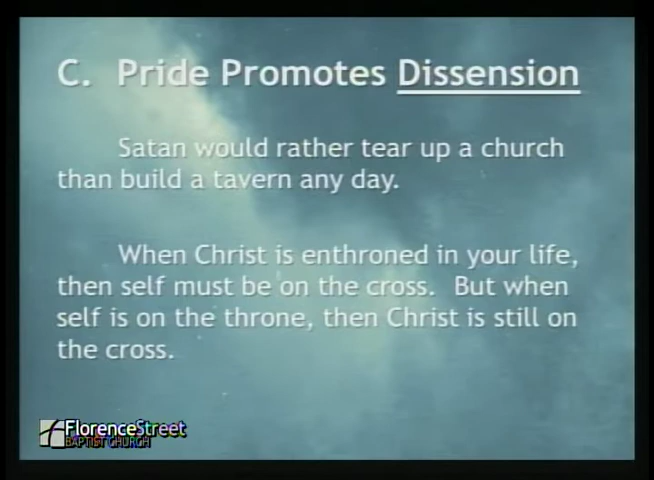 C. Pride Promotes Dissension
Satan would rather tear up a church
than build a tavern any day.
When Christ is enthroned in your life,
then self must be on the cross. But when
self is on the throne, then Christ is still on
the cross.
FlorenceStreet
BAPTIST CHURCH